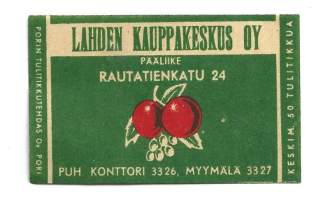 LAHDEN KAUPPAKESKUS OY
PÄÄLIIKE
RAUTATIENKATU 24
PUH KONTTORI 3326, MYYMÄLÄ 3327
PORIN TULITIKKUTEHDAS OY PORI
KESKIM. 50 TULITIKKUA